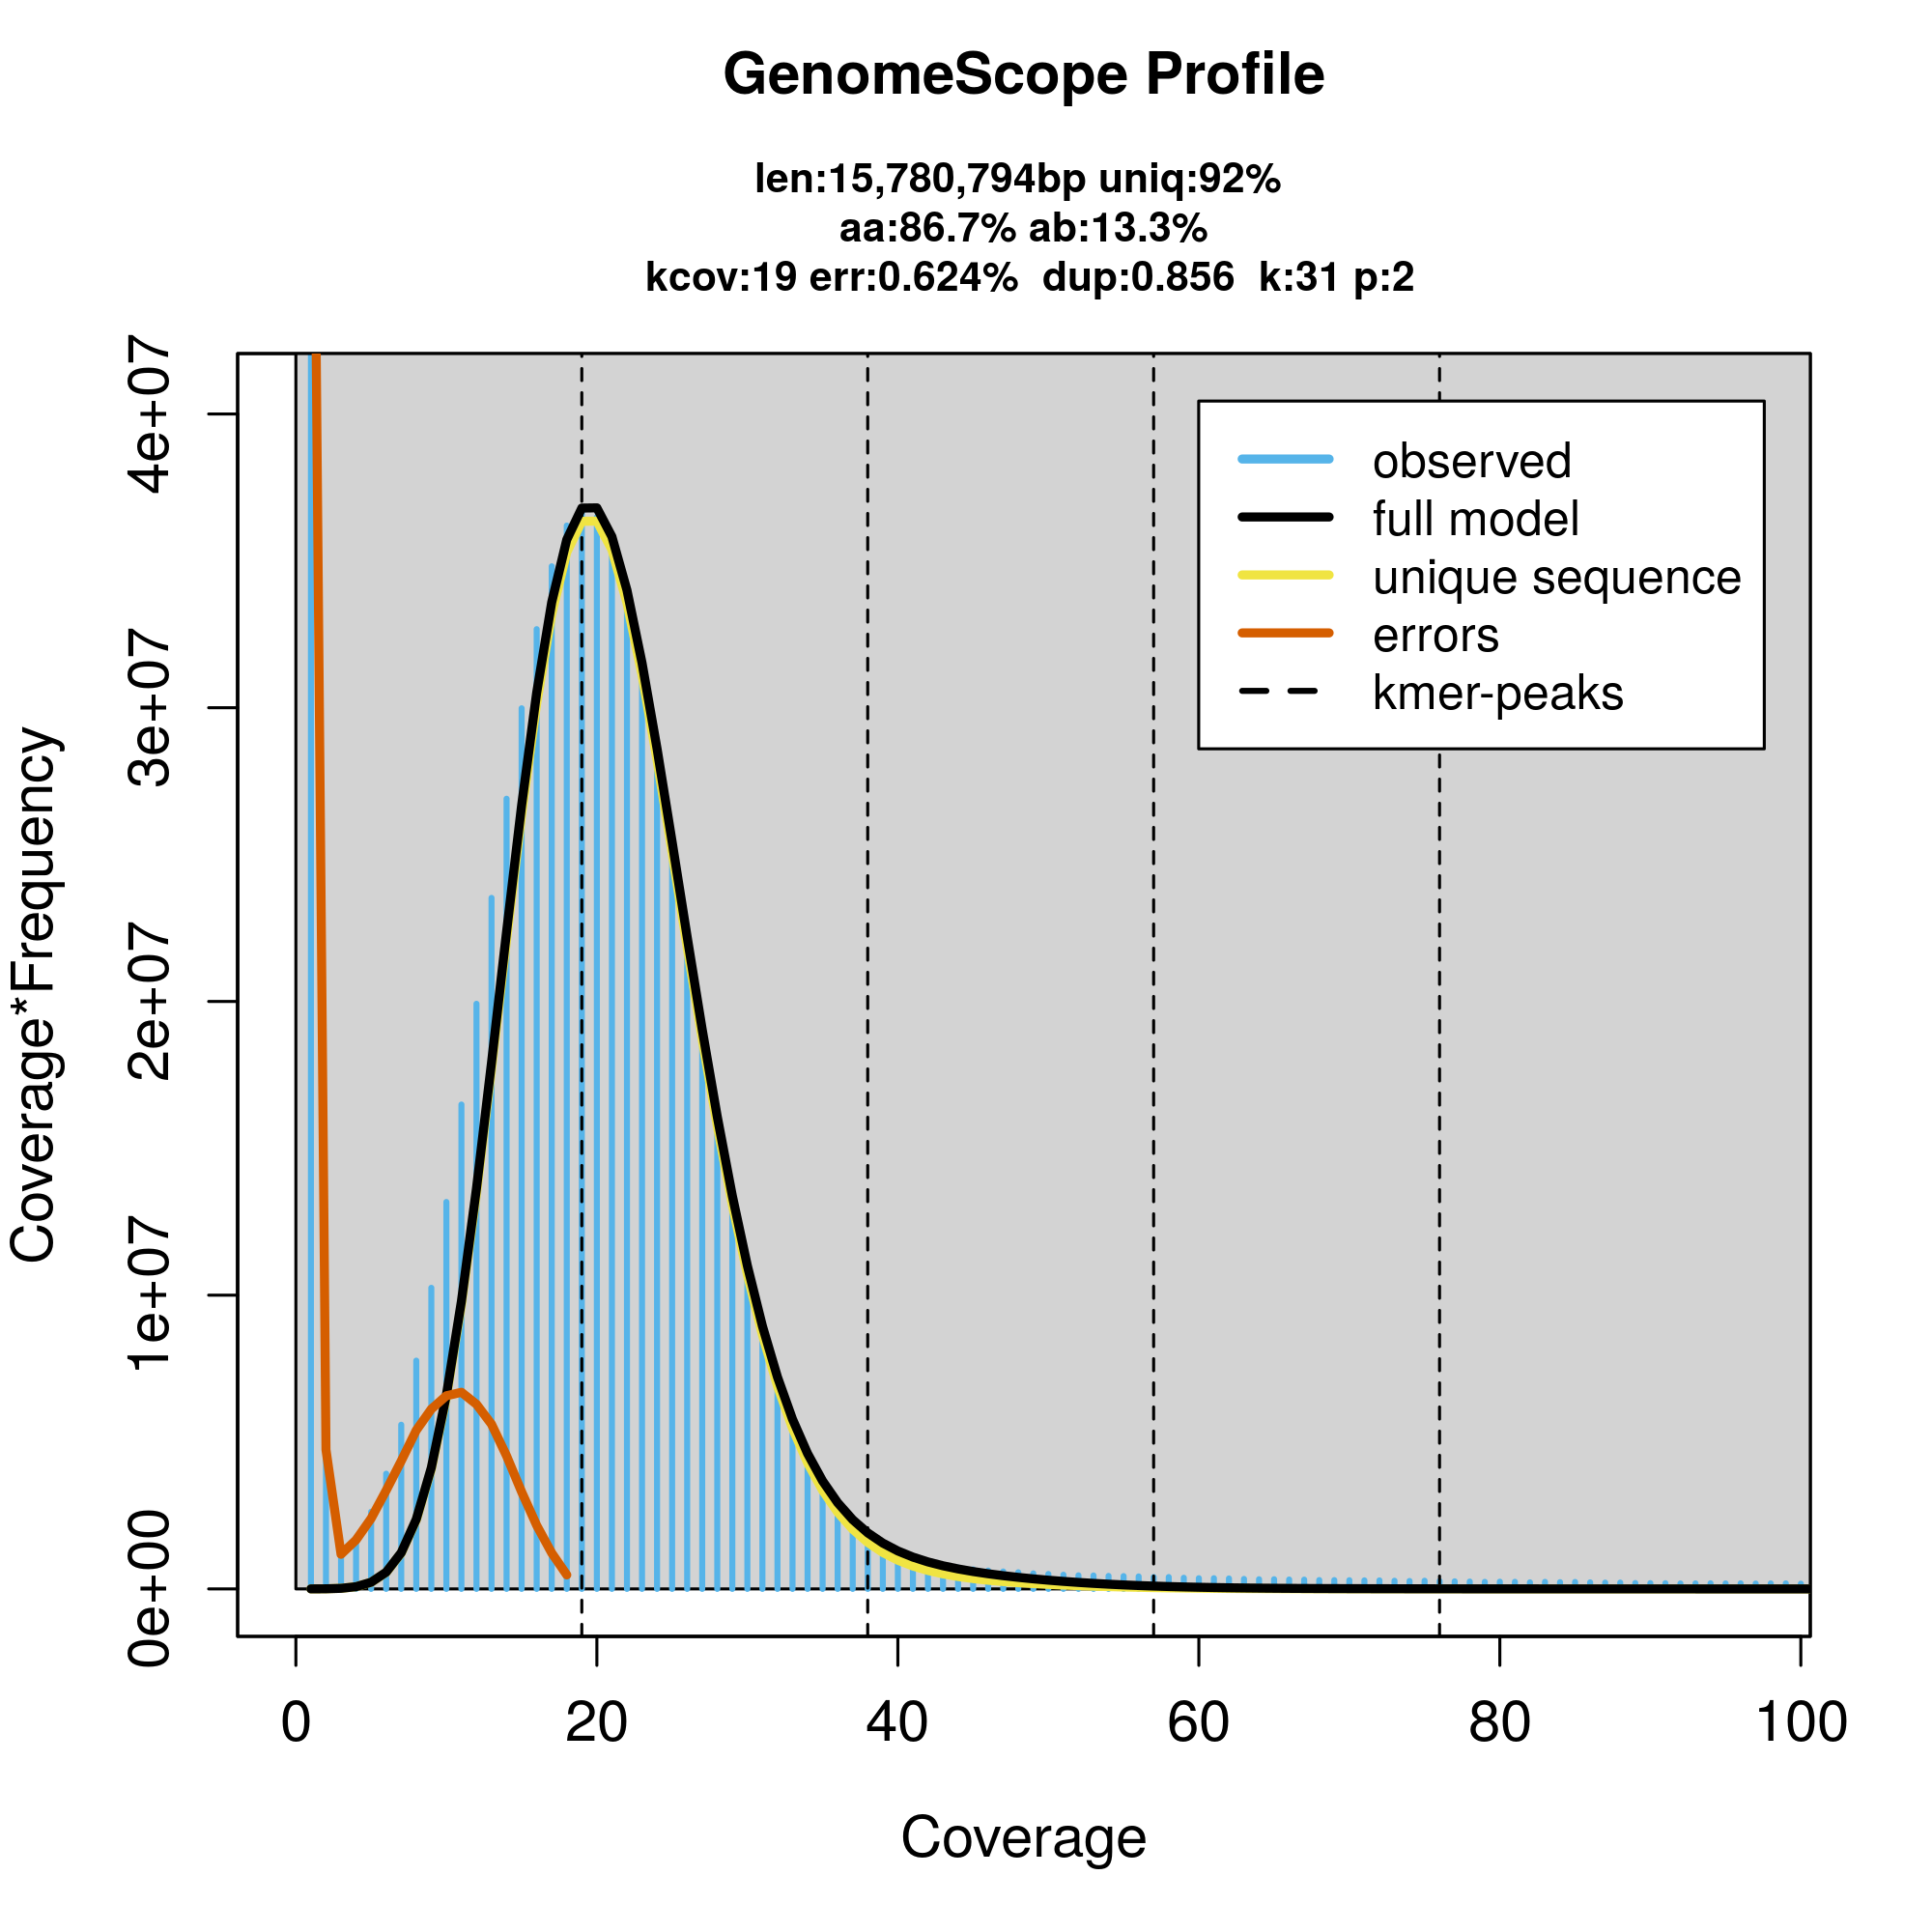 GenomeScope Profile
len:15,780,794bp uniq:92%
aa:86.7% ab:13.3%
kcov:19 err:0.624%  dup:0.856  k:31 p:2
4e+07
3e+07
2e+07
1e+07
0e+00
Coverage*Frequency
observed
full model
unique sequence
errors
kmer-peaks
0 20 40 60 80 100
Coverage